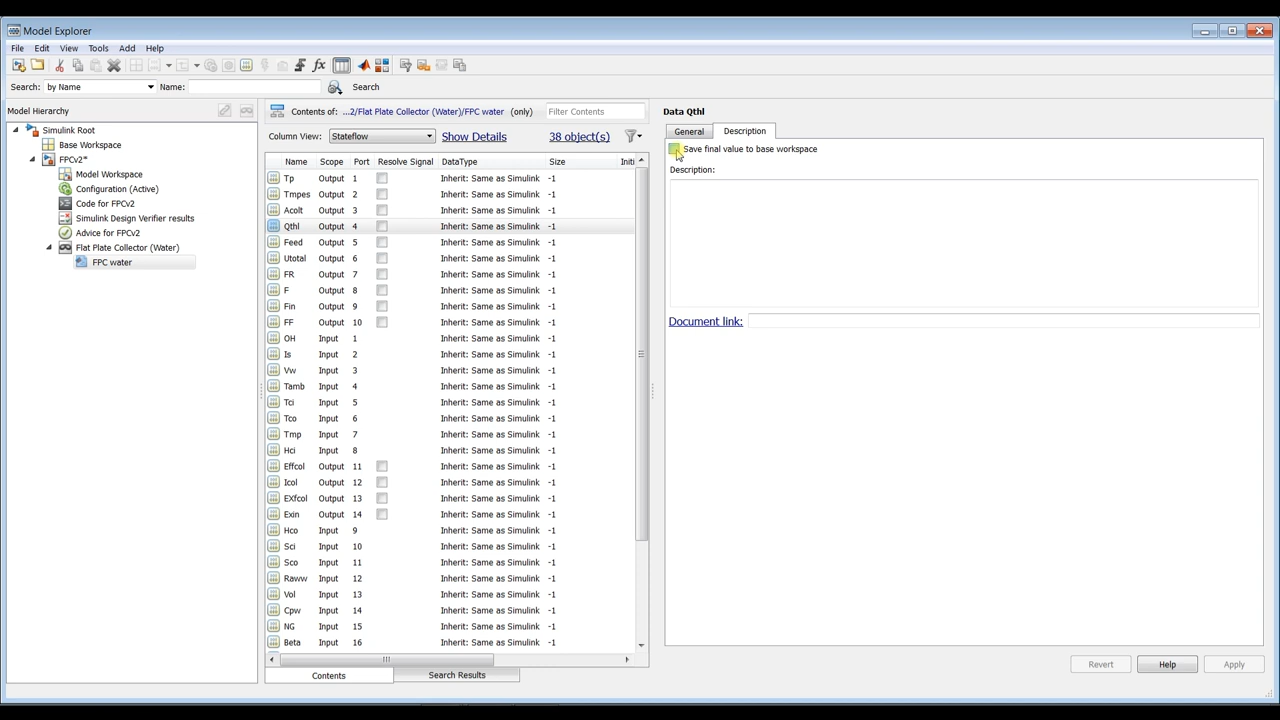 Model Explorer
File Edit View Tools Add Help
Search: by Name Name: Search
Model Hierarchy
Simulink Root
Base Workspace
FPCv2*
Model Workspace
Configuration (Active)
Code for FPCv2
Simulink Design Verifier results
Advice for FPCv2
Flat Plate Collector (Water)
FPC water
Contents of: ...2/Flat Plate Collector (Water)/FPC water (only) Filter Contents
Column View: Stateflow Show Details 38 object(s)
Name Scope Port Resolve Signal DataType Size Initi
Tp Output 1 Inherit: Same as Simulink -1
Tmpes Output 2 Inherit: Same as Simulink -1
Acolt Output 3 Inherit: Same as Simulink -1
Qthl Output 4 Inherit: Same as Simulink -1
Feed Output 5 Inherit: Same as Simulink -1
Utotal Output 6 Inherit: Same as Simulink -1
FR Output 7 Inherit: Same as Simulink -1
F Output 8 Inherit: Same as Simulink -1
Fin Output 9 Inherit: Same as Simulink -1
FF Output 10 Inherit: Same as Simulink -1
OH Input 1 Inherit: Same as Simulink -1
Is Input 2 Inherit: Same as Simulink -1
Vw Input 3 Inherit: Same as Simulink -1
Tamb Input 4 Inherit: Same as Simulink -1
Tci Input 5 Inherit: Same as Simulink -1
Tco Input 6 Inherit: Same as Simulink -1
Tmp Input 7 Inherit: Same as Simulink -1
Hci Input 8 Inherit: Same as Simulink -1
Effcol Output 11 Inherit: Same as Simulink -1
Icol Output 12 Inherit: Same as Simulink -1
EXfcol Output 13 Inherit: Same as Simulink -1
Exin Output 14 Inherit: Same as Simulink -1
Hco Input 9 Inherit: Same as Simulink -1
Sci Input 10 Inherit: Same as Simulink -1
Sco Input 11 Inherit: Same as Simulink -1
Raww Input 12 Inherit: Same as Simulink -1
Vol Input 13 Inherit: Same as Simulink -1
Cpw Input 14 Inherit: Same as Simulink -1
NG Input 15 Inherit: Same as Simulink -1
Beta Input 16 Inherit: Same as Simulink -1
Contents Search Results
Data Qthl
General Description
Save final value to base workspace
Description:
Document link:
Revert Help Apply